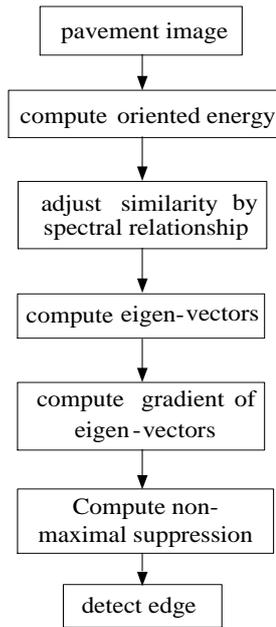 pavement image
compute oriented energy
adjust similarity by
spectral relationship
compute eigen-vectors
compute gradient of
eigen-vectors
Compute non-
maximal suppression
detect edge